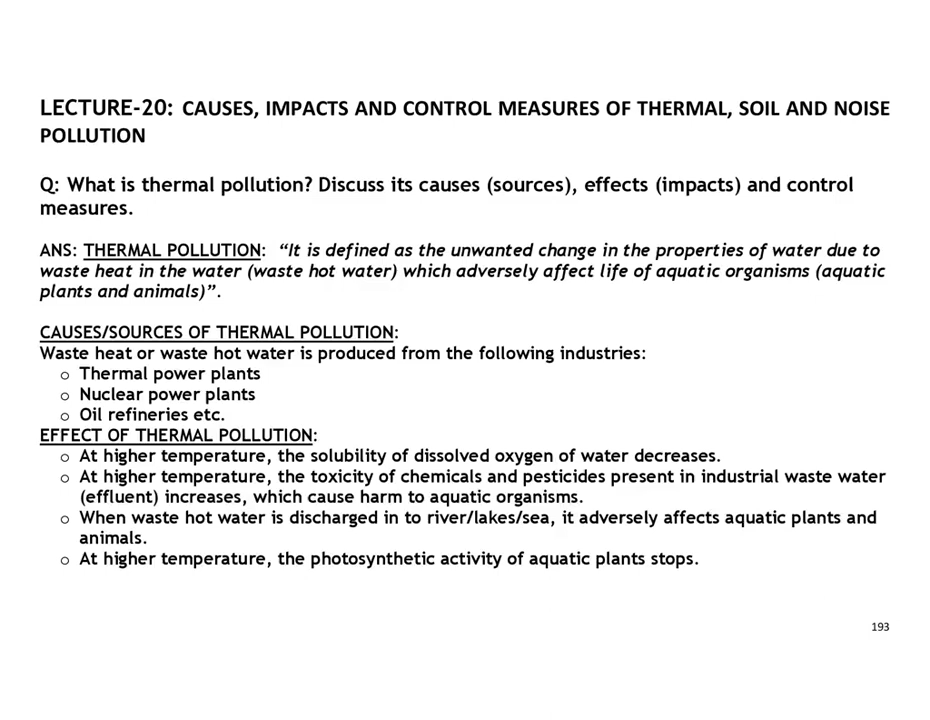 LECTURE-20: CAUSES, IMPACTS AND CONTROL MEASURES OF THERMAL, SOIL AND NOISE
POLLUTION
Q: What is thermal pollution? Discuss its causes (sources), effects (impacts) and control
measures.
ANS: THERMAL POLLUTION: “It is defined as the unwanted change in the properties of water due to
waste heat in the water (waste hot water) which adversely affect life of aquatic organisms (aquatic
plants and animals)”.
CAUSES/SOURCES OF THERMAL POLLUTION:
Waste heat or waste hot water is produced from the following industries:
o Thermal power plants
o Nuclear power plants
o Oil refineries etc.
EFFECT OF THERMAL POLLUTION:
o At higher temperature, the solubility of dissolved oxygen of water decreases.
o At higher temperature, the toxicity of chemicals and pesticides present in industrial waste water
(effluent) increases, which cause harm to aquatic organisms.
o When waste hot water is discharged in to river/lakes/sea, it adversely affects aquatic plants and
animals.
o At higher temperature, the photosynthetic activity of aquatic plants stops.
193